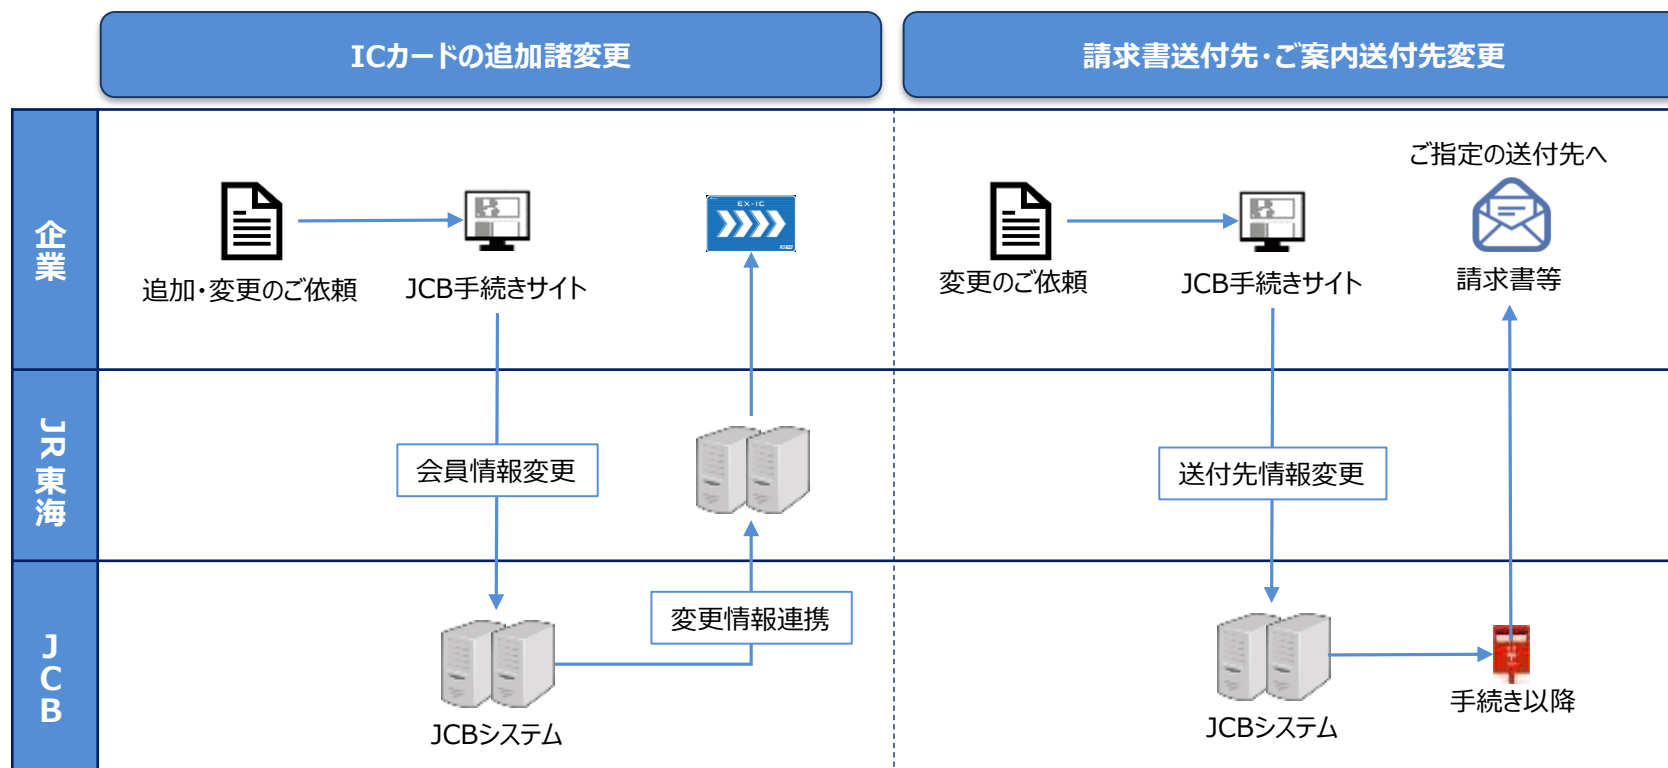 ICカードの追加諸変更
請求書送付先・ご案内送付先変更
企業
追加・変更のご依頼
JCB手続きサイト
EX-IC
変更のご依頼
JCB手続きサイト
ご指定の送付先へ
請求書等
JR東海
会員情報変更
送付先情報変更
JCB
変更情報連携
JCBシステム
JCBシステム
手続き以降